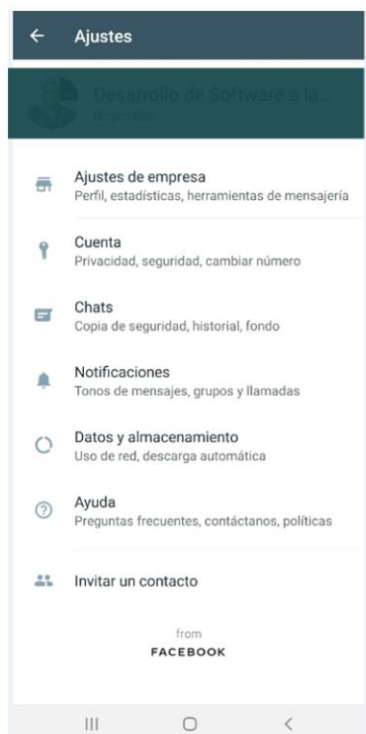 Ajustes
Desarrollo de Software a la...
Disponible
Ajustes de empresa
Perfil, estadísticas, herramientas de mensajería
Cuenta
Privacidad, seguridad, cambiar número
Chats
Copia de seguridad, historial, fondo
Notificaciones
Tonos de mensajes, grupos y llamadas
Datos y almacenamiento
Uso de red, descarga automática
Ayuda
Preguntas frecuentes, contáctanos, políticas
Invitar un contacto
from
FACEBOOK